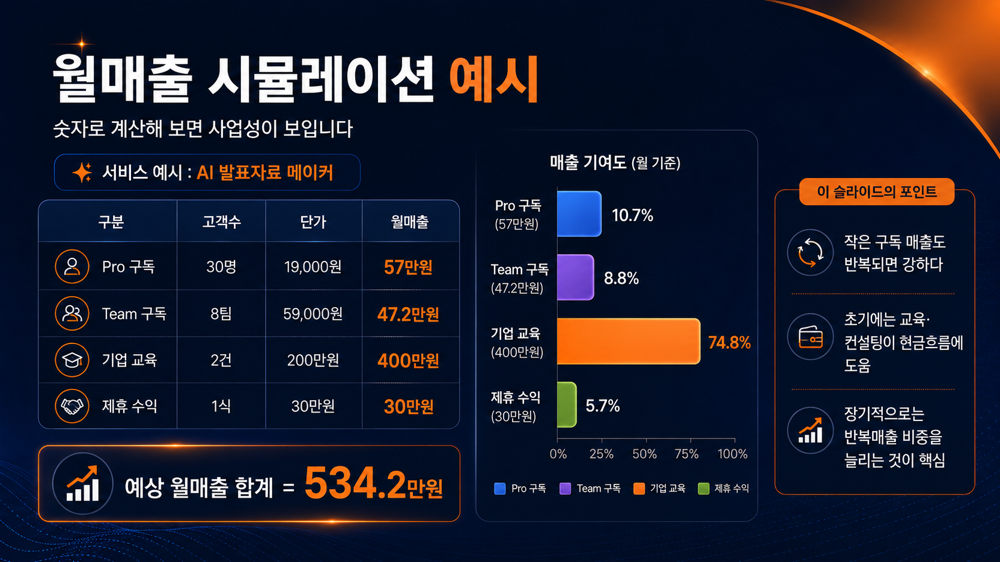 월매출 시뮬레이션 예시
숫자로 계산해 보면 사업성이 보입니다
서비스 예시 : AI 발표자료 메이커
구분 고객수 단가 월매출
Pro 구독 30명 19,000원 57만원
Team 구독 8팀 59,000원 47.2만원
기업 교육 2건 200만원 400만원
제휴 수익 1식 30만원 30만원
예상 월매출 합계 = 534.2만원
매출 기여도 (월 기준)
Pro 구독
(57만원)
10.7%
Team 구독
(47.2만원)
8.8%
기업 교육
(400만원)
74.8%
제휴 수익
(30만원)
5.7%
0% 25% 50% 75% 100%
Pro 구독 Team 구독 기업 교육 제휴 수익
이 슬라이드의 포인트
작은 구독 매출도
반복되면 강하다
초기에는 교육·
컨설팅이 현금흐름에
도움
장기적으로는
반복매출 비중을
늘리는 것이 핵심